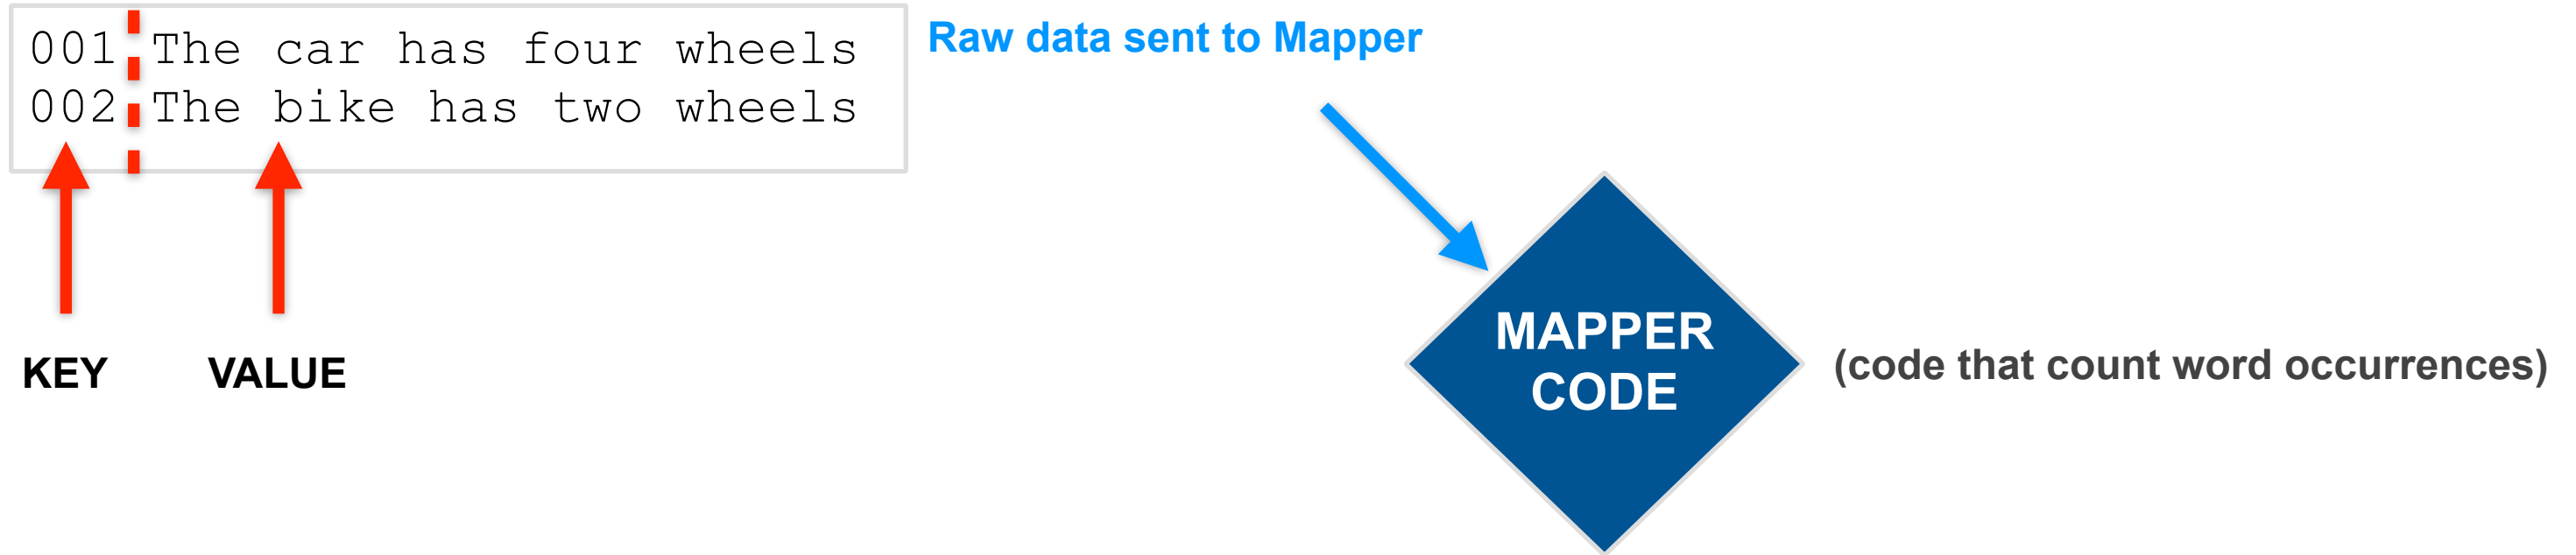 001 The car has four wheels
002 The bike has two wheels
Raw data sent to Mapper
KEY
VALUE
MAPPER
CODE
(code that count word occurrences)